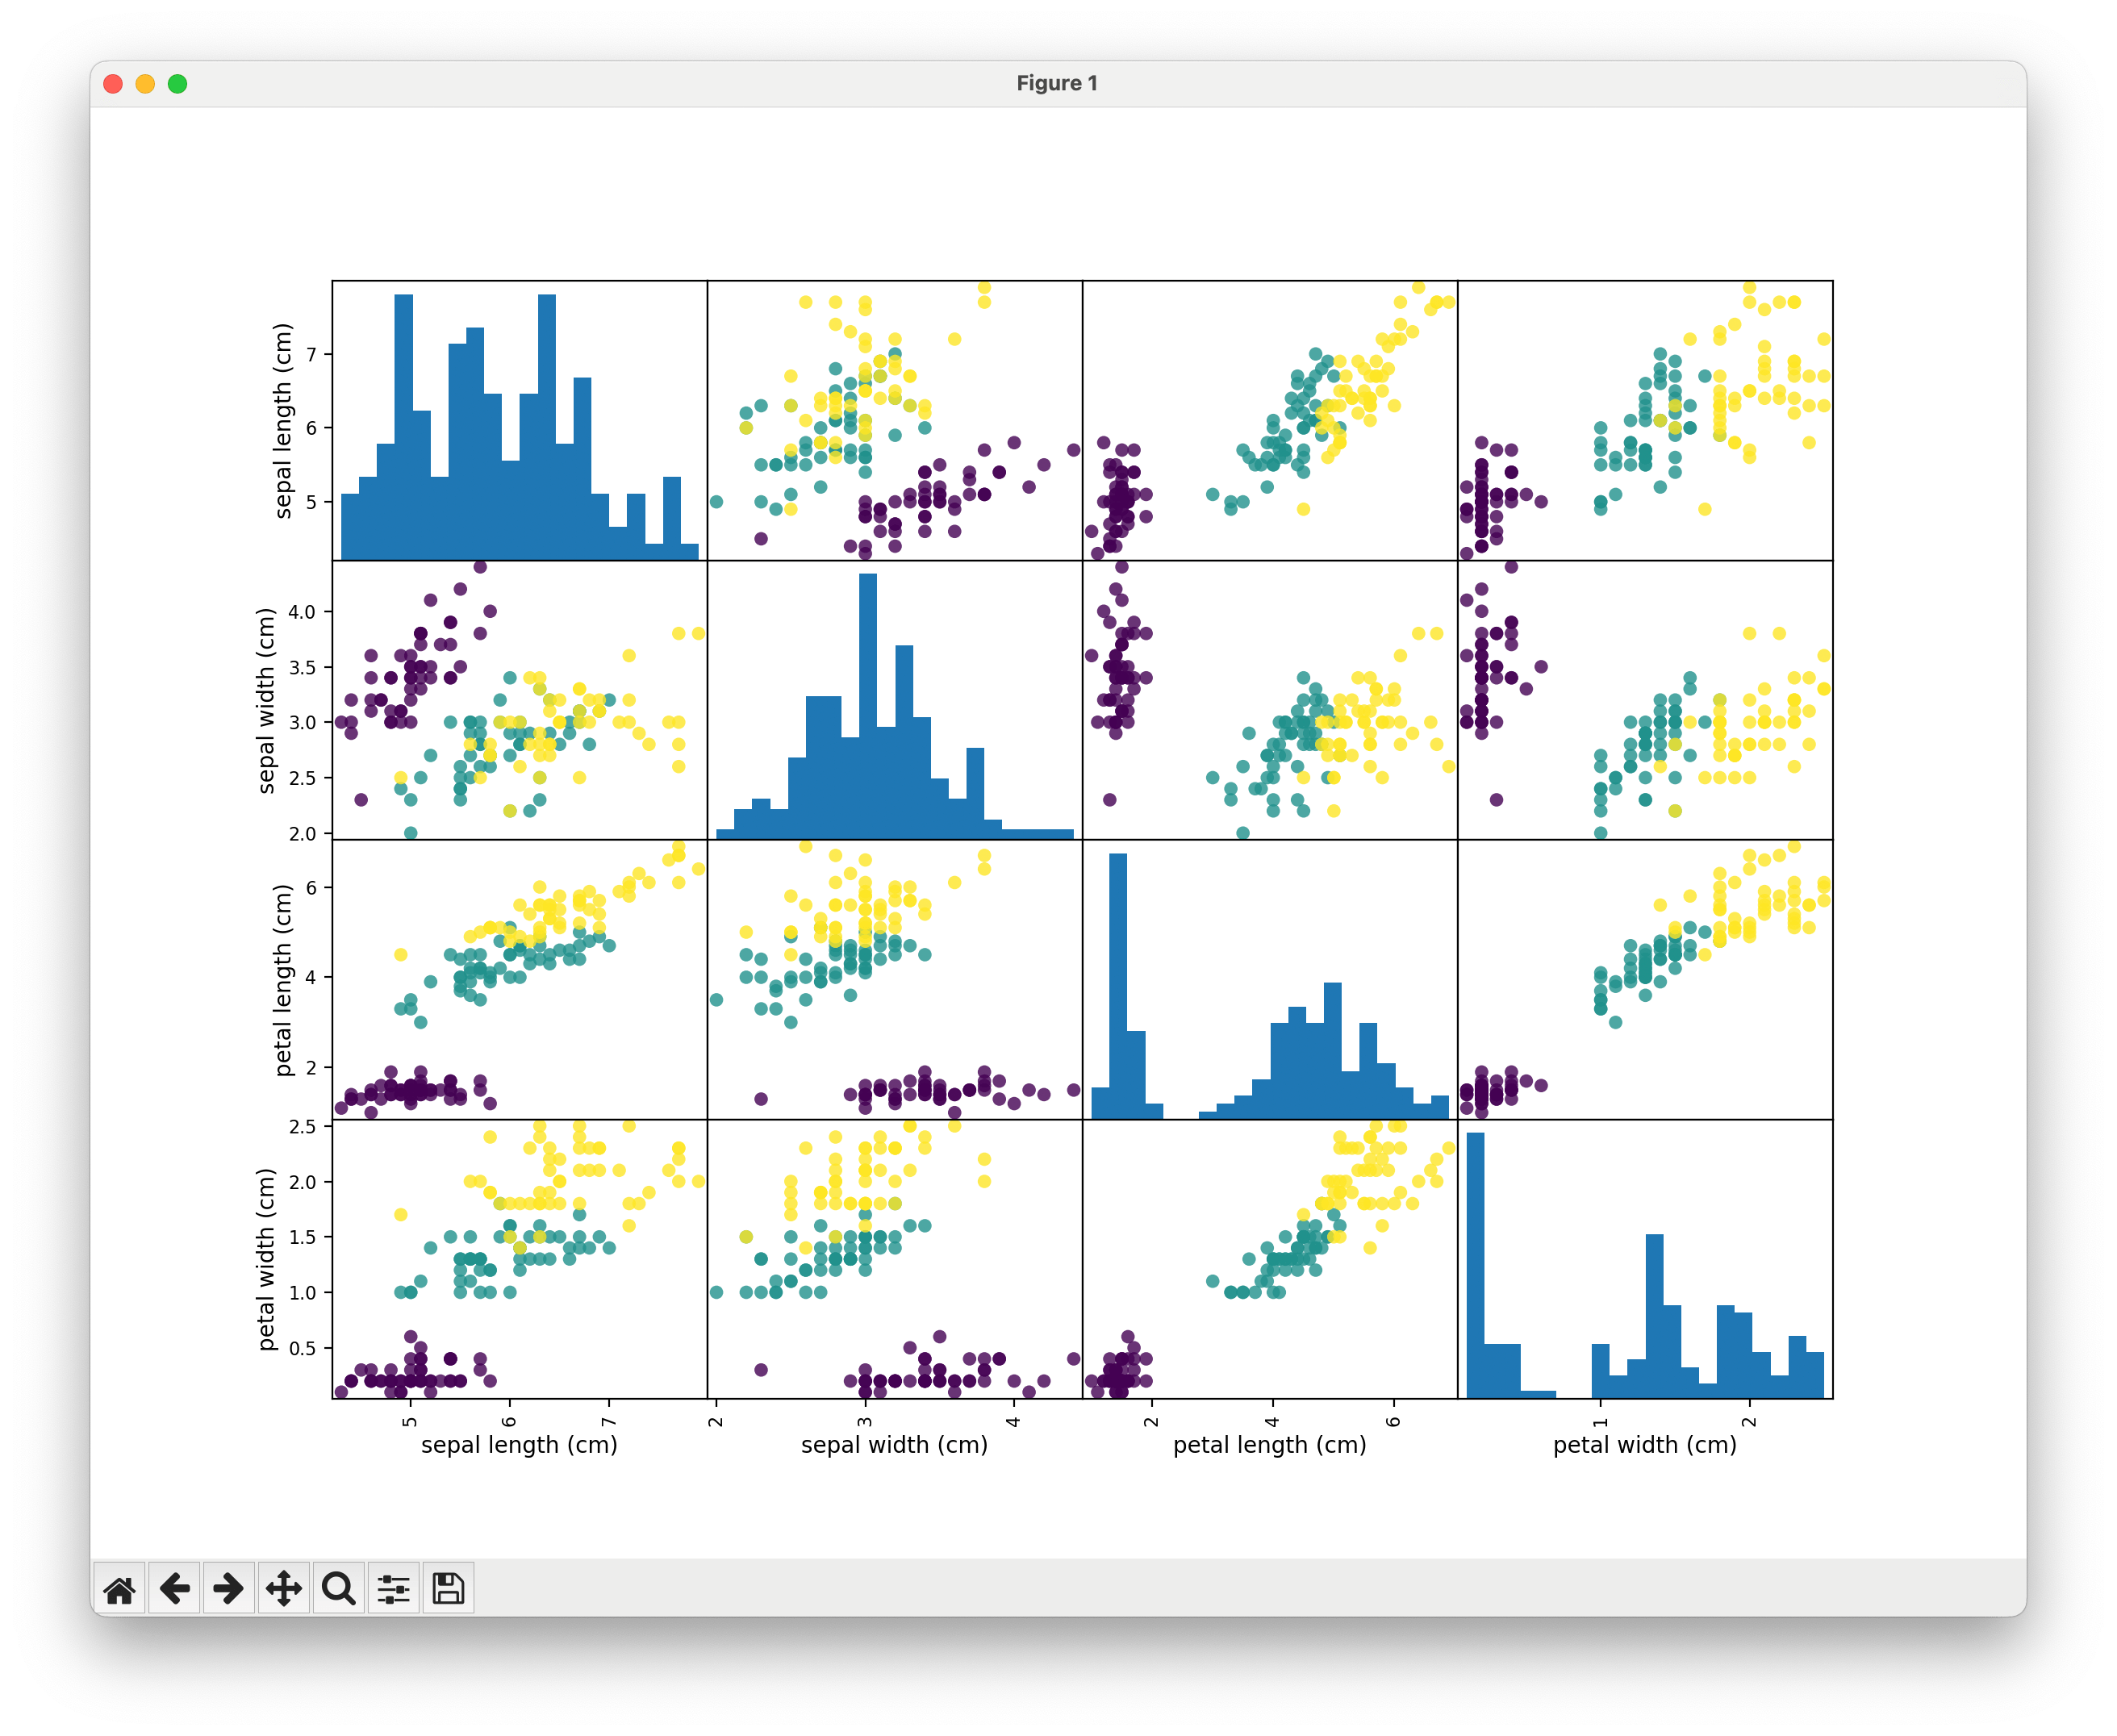 Figure 1
sepal length (cm)
7
6
5
sepal width (cm)
4.0
3.5
3.0
2.5
2.0
petal length (cm)
6
4
2
petal width (cm)
2.5
2.0
1.5
1.0
0.5
5 6 7 2 3 4 2 4 6 1 2
sepal length (cm) sepal width (cm) petal length (cm) petal width (cm)